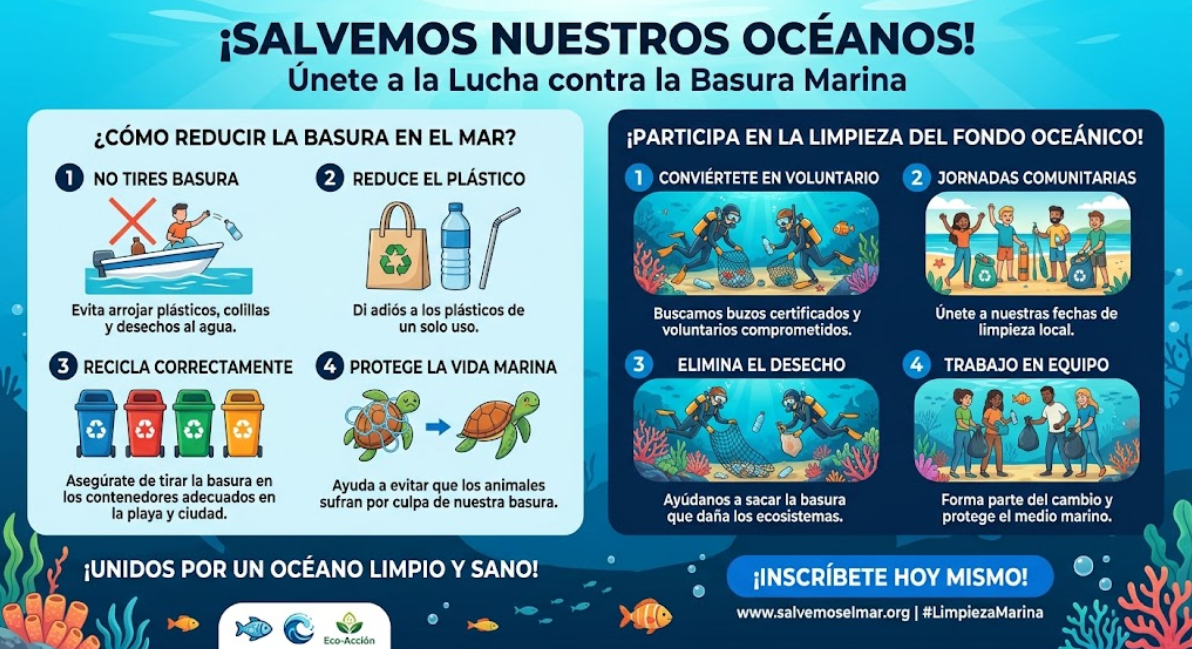 ¡SALVEMOS NUESTROS OCÉANOS!
Únete a la Lucha contra la Basura Marina
¿CÓMO REDUCIR LA BASURA EN EL MAR?
1 NO TIRES BASURA
Evita arrojar plásticos, colillas
y desechos al agua.
2 REDUCE EL PLÁSTICO
Di adiós a los plásticos de
un solo uso.
3 RECICLA CORRECTAMENTE
Asegúrate de tirar la basura en
los contenedores adecuados en
la playa y ciudad.
4 PROTEGE LA VIDA MARINA
Ayuda a evitar que los animales
sufran por culpa de nuestra basura.
¡PARTICIPA EN LA LIMPIEZA DEL FONDO OCEÁNICO!
1 CONVIÉRTETE EN VOLUNTARIO
Buscamos buzos certificados y
voluntarios comprometidos.
2 JORNADAS COMUNITARIAS
Únete a nuestras fechas de
limpieza local.
3 ELIMINA EL DESECHO
Ayúdanos a sacar la basura
que daña los ecosistemas.
4 TRABAJO EN EQUIPO
Forma parte del cambio y
protege el medio marino.
¡UNIDOS POR UN OCÉANO LIMPIO Y SANO!
Eco-Acción
¡INSCRÍBETE HOY MISMO!
www.salvemoselmar.org | #LimpiezaMarina